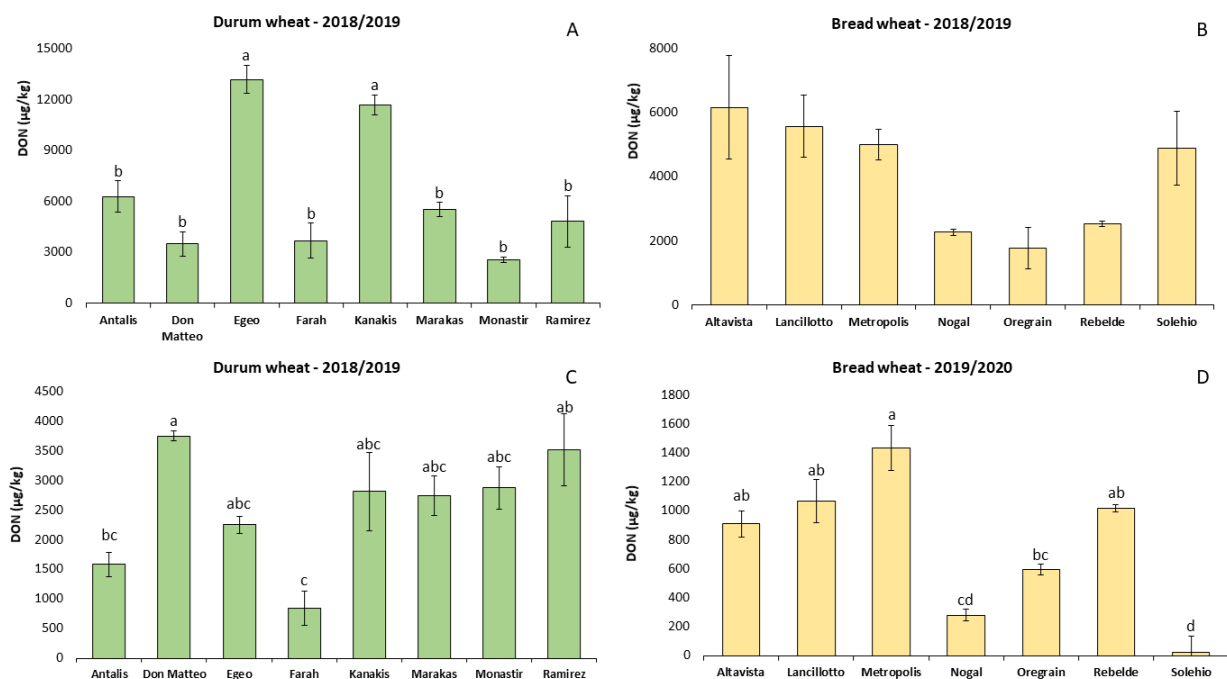 Durum wheat - 2018/2019
A
DON (µg/kg)
15000
12000
9000
6000
3000
0
b
b
a
b
a
b
b
b
Antalis
Don
Matteo
Egeo
Farah
Kanakis
Marakas
Monastir
Ramirez
Bread wheat - 2018/2019
B
DON (µg/kg)
8000
6000
4000
2000
0
Altavista
Lancillotto
Metropolis
Nogal
Oregrain
Rebelde
Solehio
Durum wheat - 2018/2019
C
DON (µg/kg)
4500
4000
3500
3000
2500
2000
1500
1000
500
0
bc
a
abc
c
abc
abc
abc
ab
Antalis
Don Matteo
Egeo
Farah
Kanakis
Marakas
Monastir
Ramirez
Bread wheat - 2019/2020
D
DON (µg/kg)
1800
1600
1400
1200
1000
800
600
400
200
0
ab
ab
a
cd
bc
ab
d
Altavista
Lancillotto
Metropolis
Nogal
Oregrain
Rebelde
Solehio